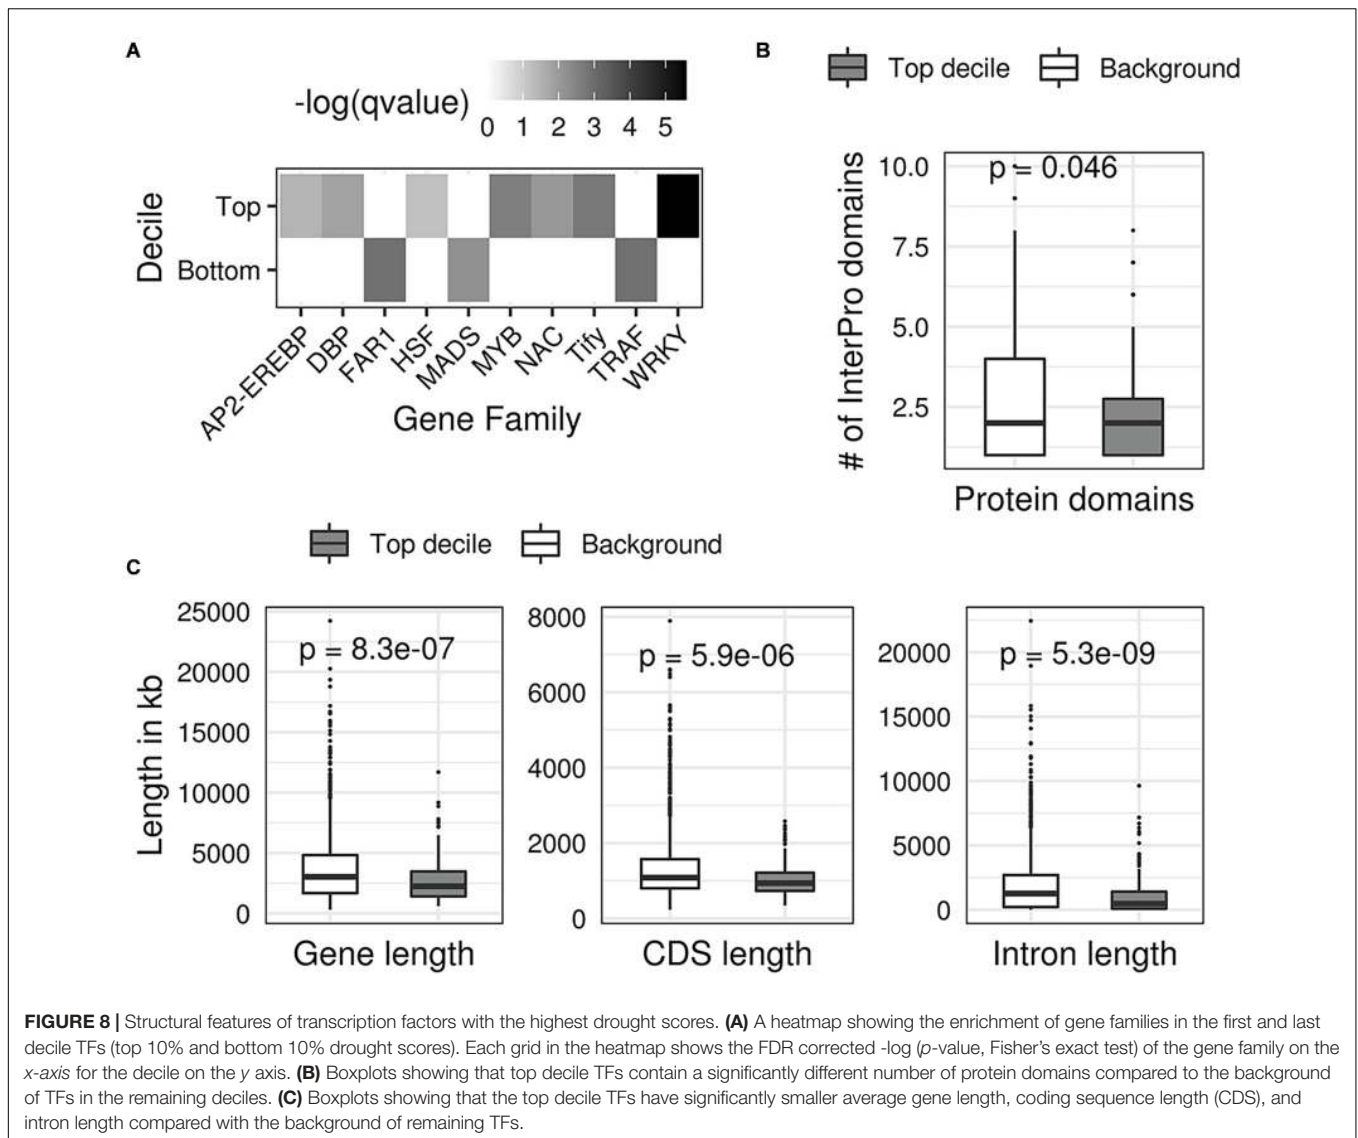 A
-log(qvalue)
0 1 2 3 4 5
Decile
Top
Bottom
AP2-EREBP
DBP
FAR1
HSF
MADS
MYB
NAC
Tify
TRAF
WRKY
Gene Family
B
Top decile
Background
# of InterPro domains
10.0
7.5
5.0
2.5
p = 0.046
Protein domains
C
Top decile
Background
Length in kb
25000
20000
15000
10000
5000
0
p = 8.3e-07
Gene length
8000
6000
4000
2000
0
p = 5.9e-06
CDS length
20000
15000
10000
5000
0
p = 5.3e-09
Intron length
FIGURE 8 | Structural features of transcription factors with the highest drought scores. (A) A heatmap showing the enrichment of gene families in the first and last
decile TFs (top 10% and bottom 10% drought scores). Each grid in the heatmap shows the FDR corrected -log (p-value, Fisher's exact test) of the gene family on the
x-axis for the decile on the y axis. (B) Boxplots showing that top decile TFs contain a significantly different number of protein domains compared to the background
of TFs in the remaining deciles. (C) Boxplots showing that the top decile TFs have significantly smaller average gene length, coding sequence length (CDS), and
intron length compared with the background of remaining TFs.